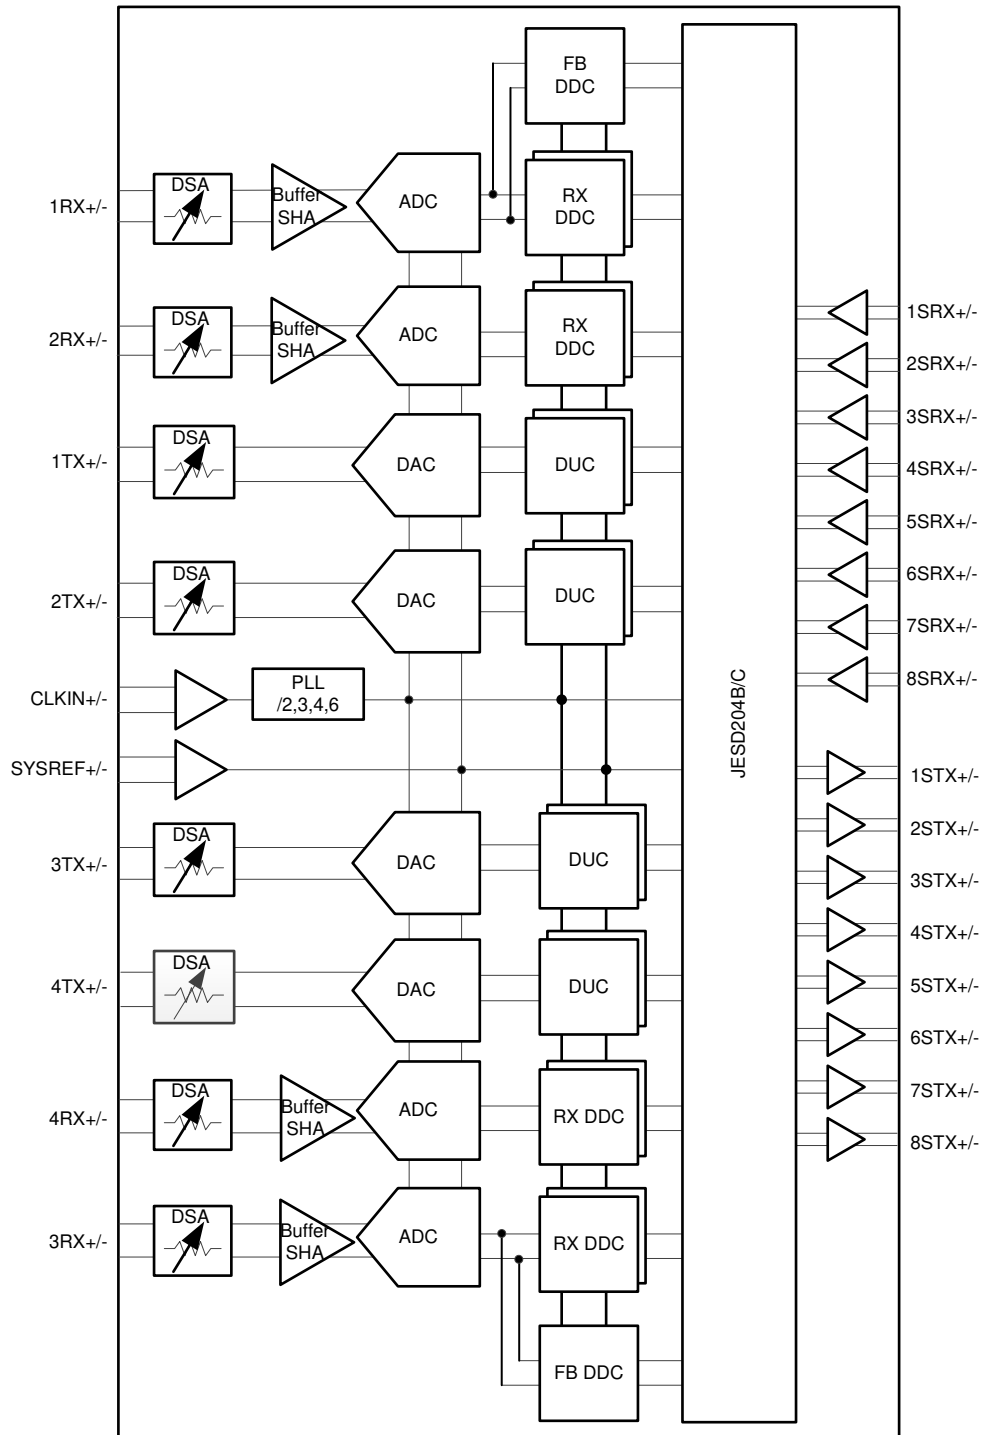 FB
DDC
1RX+/-
DSA
Buffer
SHA
ADC
RX
DDC
2RX+/-
DSA
Buffer
SHA
ADC
RX
DDC
1TX+/-
DSA
DAC
DUC
2TX+/-
DSA
DAC
DUC
CLKIN+/-
PLL
/2,3,4,6
SYSREF+/-
3TX+/-
DSA
DAC
DUC
4TX+/-
DSA
DAC
DUC
4RX+/-
DSA
Buffer
SHA
ADC
RX DDC
3RX+/-
DSA
Buffer
SHA
ADC
RX DDC
FB DDC
JESD204B/C
1SRX+/-
2SRX+/-
3SRX+/-
4SRX+/-
5SRX+/-
6SRX+/-
7SRX+/-
8SRX+/-
1STX+/-
2STX+/-
3STX+/-
4STX+/-
5STX+/-
6STX+/-
7STX+/-
8STX+/-